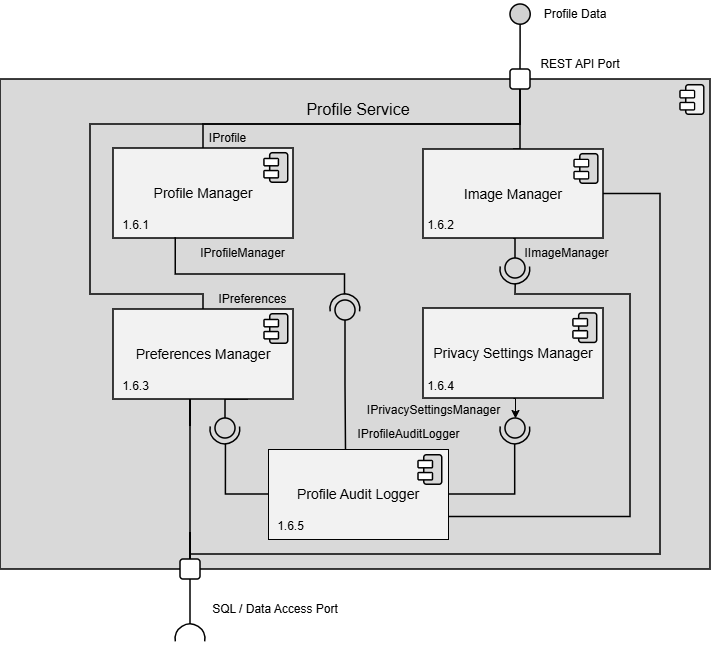 Profile Data
REST API Port
Profile Service
IProfile
Profile Manager
1.6.1
Image Manager
1.6.2
IProfileManager
IImageManager
IPreferences
Preferences Manager
1.6.3
Privacy Settings Manager
1.6.4
IPrivacySettingsManager
IProfileAuditLogger
Profile Audit Logger
1.6.5
SQL / Data Access Port